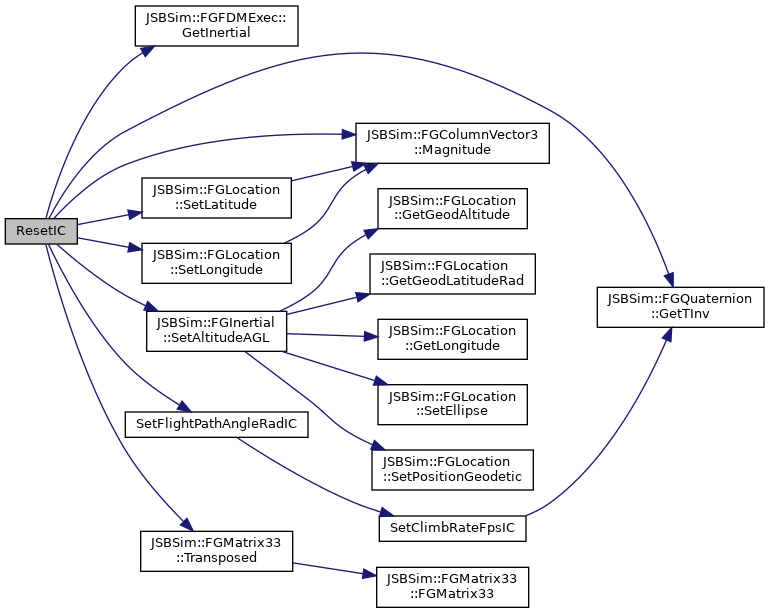 JSBSim::FGFDMExec::
GetInertial
JSBSim::FGColumnVector3
::Magnitude
JSBSim::FGLocation
::SetLatitude
JSBSim::FGLocation
::GetGeodAltitude
ResetIC
JSBSim::FGLocation
::SetLongitude
JSBSim::FGLocation
::GetGeodLatitudeRad
JSBSim::FGQuaternion
::GetTInv
JSBSim::FGInertial
::SetAltitudeAGL
JSBSim::FGLocation
::GetLongitude
JSBSim::FGLocation
::SetEllipse
SetFlightPathAngleRadIC
JSBSim::FGLocation
::SetPositionGeodetic
SetClimbRateFpsIC
JSBSim::FGMatrix33
::Transposed
JSBSim::FGMatrix33
::FGMatrix33